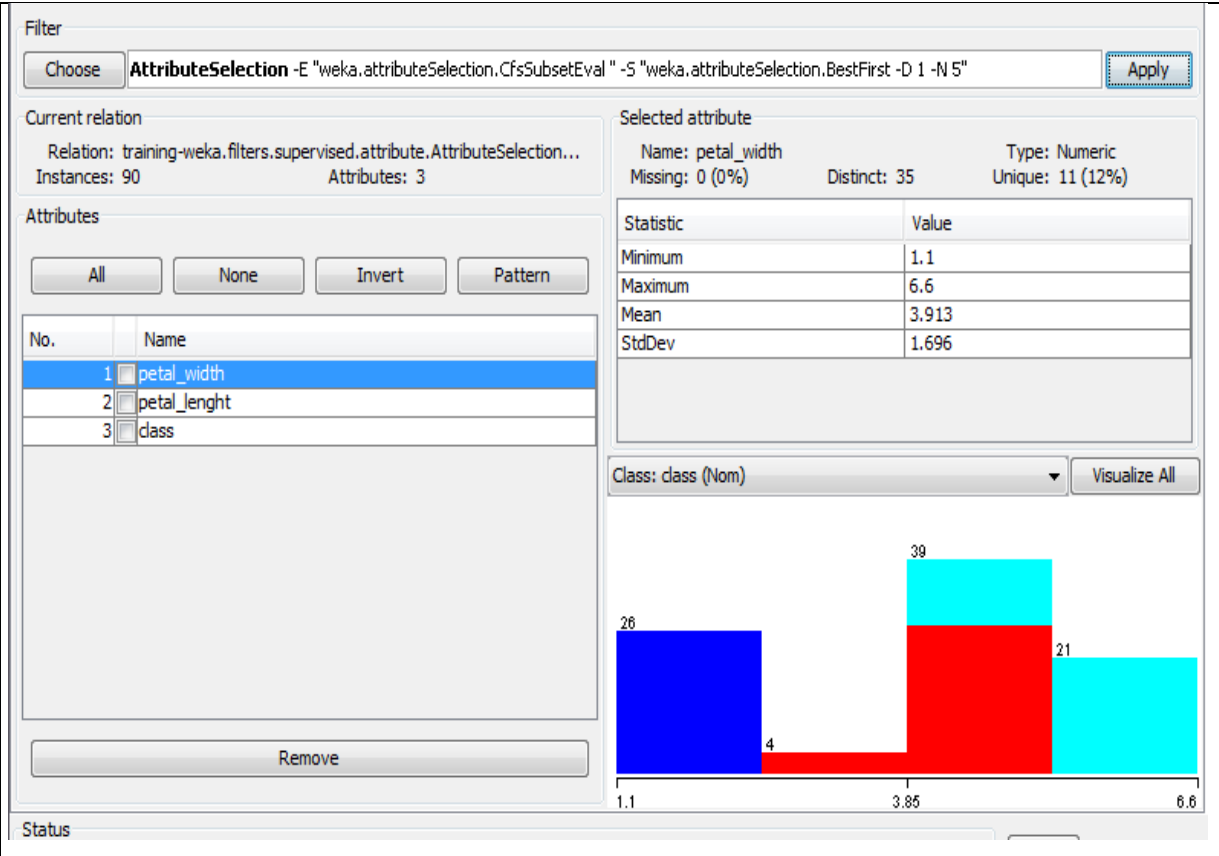 Filter
Choose AttributeSelection -E "weka.attributeSelection.CfsSubsetEval " -S "weka.attributeSelection.BestFirst -D 1 -N 5" Apply
Current relation
Relation: training-weka.filters.supervised.attribute.AttributeSelection...
Instances: 90 Attributes: 3
Attributes
All None Invert Pattern
No. Name
1 petal_width
2 petal_lenght
3 class
Remove
Selected attribute
Name: petal_width Type: Numeric
Missing: 0 (0%) Distinct: 35 Unique: 11 (12%)
Statistic Value
Minimum 1.1
Maximum 6.6
Mean 3.913
StdDev 1.696
Class: class (Nom) Visualize All
39
26
21
4
1.1 3.85 6.6
Status